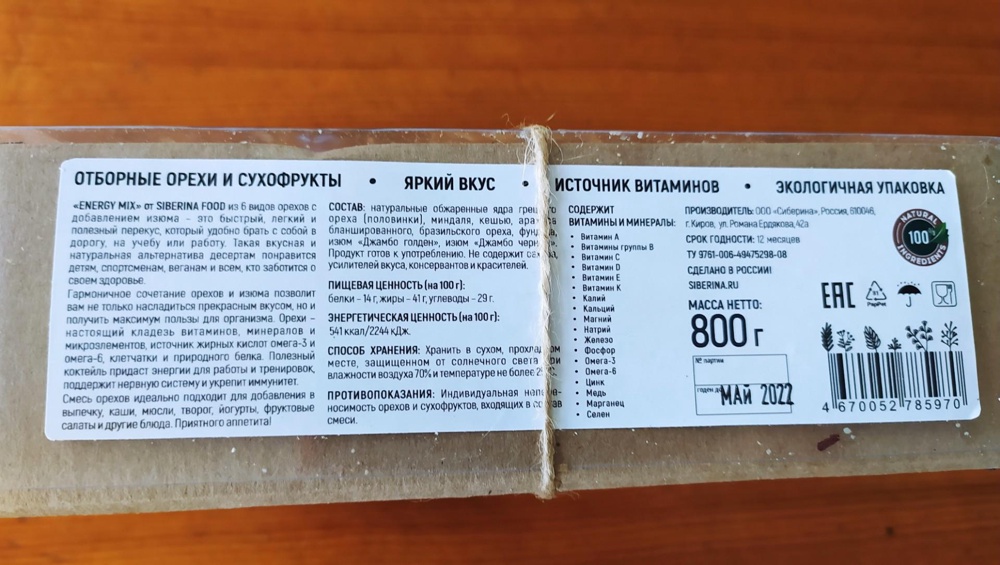 ОТБОРНЫЕ ОРЕХИ И СУХОФРУКТЫ • ЯРКИЙ ВКУС • ИСТОЧНИК ВИТАМИНОВ • ЭКОЛОГИЧНАЯ УПАКОВКА
«ENERGY MIX» от SIBERINA FOOD из 6 видов орехов с
добавлением изюма - это быстрый, легкий и
полезный перекус, который удобно брать с собой в
дорогу, на учебу или работу. Такая вкусная и
натуральная альтернатива десертам понравится
детям, спортсменам, веганам и всем, кто заботится о
своем здоровье.
Гармоничное сочетание орехов и изюма позволит
вам не только насладиться прекрасным вкусом, но и
получить максимум пользы для организма. Орехи –
настоящий кладезь витаминов, минералов и
микроэлементов, источник жирных кислот омега-3 и
омега-6, клетчатки и природного белка. Полезный
коктейль придаст энергии для работы и тренировок,
поддержит нервную систему и укрепит иммунитет.
Смесь орехов идеально подходит для добавления в
выпечку, каши, мюсли, творог, йогурты, фруктовые
салаты и другие блюда. Приятного аппетита!
СОСТАВ: натуральные обжаренные ядра
ореха (половинки), миндаля, кешью,
бланшированного, бразильского ореха,
изюм «Джамбо голден», изюм «Джамбо
Продукт готов к употреблению. Не содержит
усилителей вкуса, консервантов и красителей.
ПИЩЕВАЯ ЦЕННОСТЬ (на 100 г):
белки – 14 г, жиры – 41 г, углеводы – 29 г.
ЭНЕРГЕТИЧЕСКАЯ ЦЕННОСТЬ (на 100 г):
541 ккал/2244 кДж.
СПОСОБ ХРАНЕНИЯ: Хранить в сухом,
месте, защищенном от солнечного света
влажности воздуха 70% и температуре не более
ПРОТИВОПОКАЗАНИЯ: Индивидуальная
носимость орехов и сухофруктов, входящих в
смеси.
СОДЕРЖИТ
ВИТАМИНЫ И МИНЕРАЛЫ:
• Витамин А
• Витамины группы В
• Витамин С
• Витамин D
• Витамин Е
• Витамин К
• Калий
• Кальций
• Магний
• Натрий
• Железо
• Фосфор
• Омега-3
• Омега-6
• Цинк
• Медь
• Марганец
• Селен
ПРОИЗВОДИТЕЛЬ: ООО «Сиберина», Россия, 610046,
г. Киров, ул. Романа Ердякова, 42а
СРОК ГОДНОСТИ: 12 месяцев
ТУ 9761-006-49475298-08
СДЕЛАНО В РОССИИ!
SIBERINA.RU
МАССА НЕТТО:
800 г
№ партии
годен до
МАЙ 2022
NATURAL
100%
INGREDIENTS
EAC
4 670052 785970